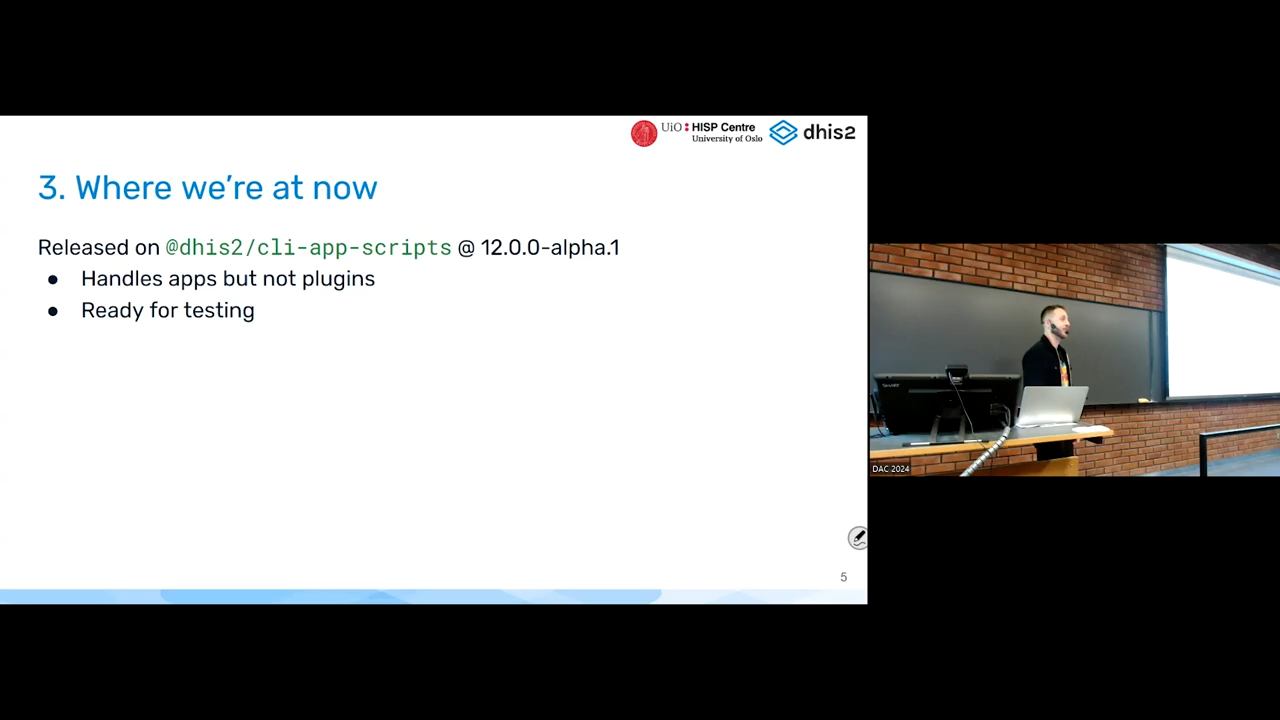 UiO HISP Centre
University of Oslo
dhis2
3. Where we're at now
Released on @dhis2/cli-app-scripts @ 12.0.0-alpha.1
● Handles apps but not plugins
● Ready for testing
5
DAC 2024